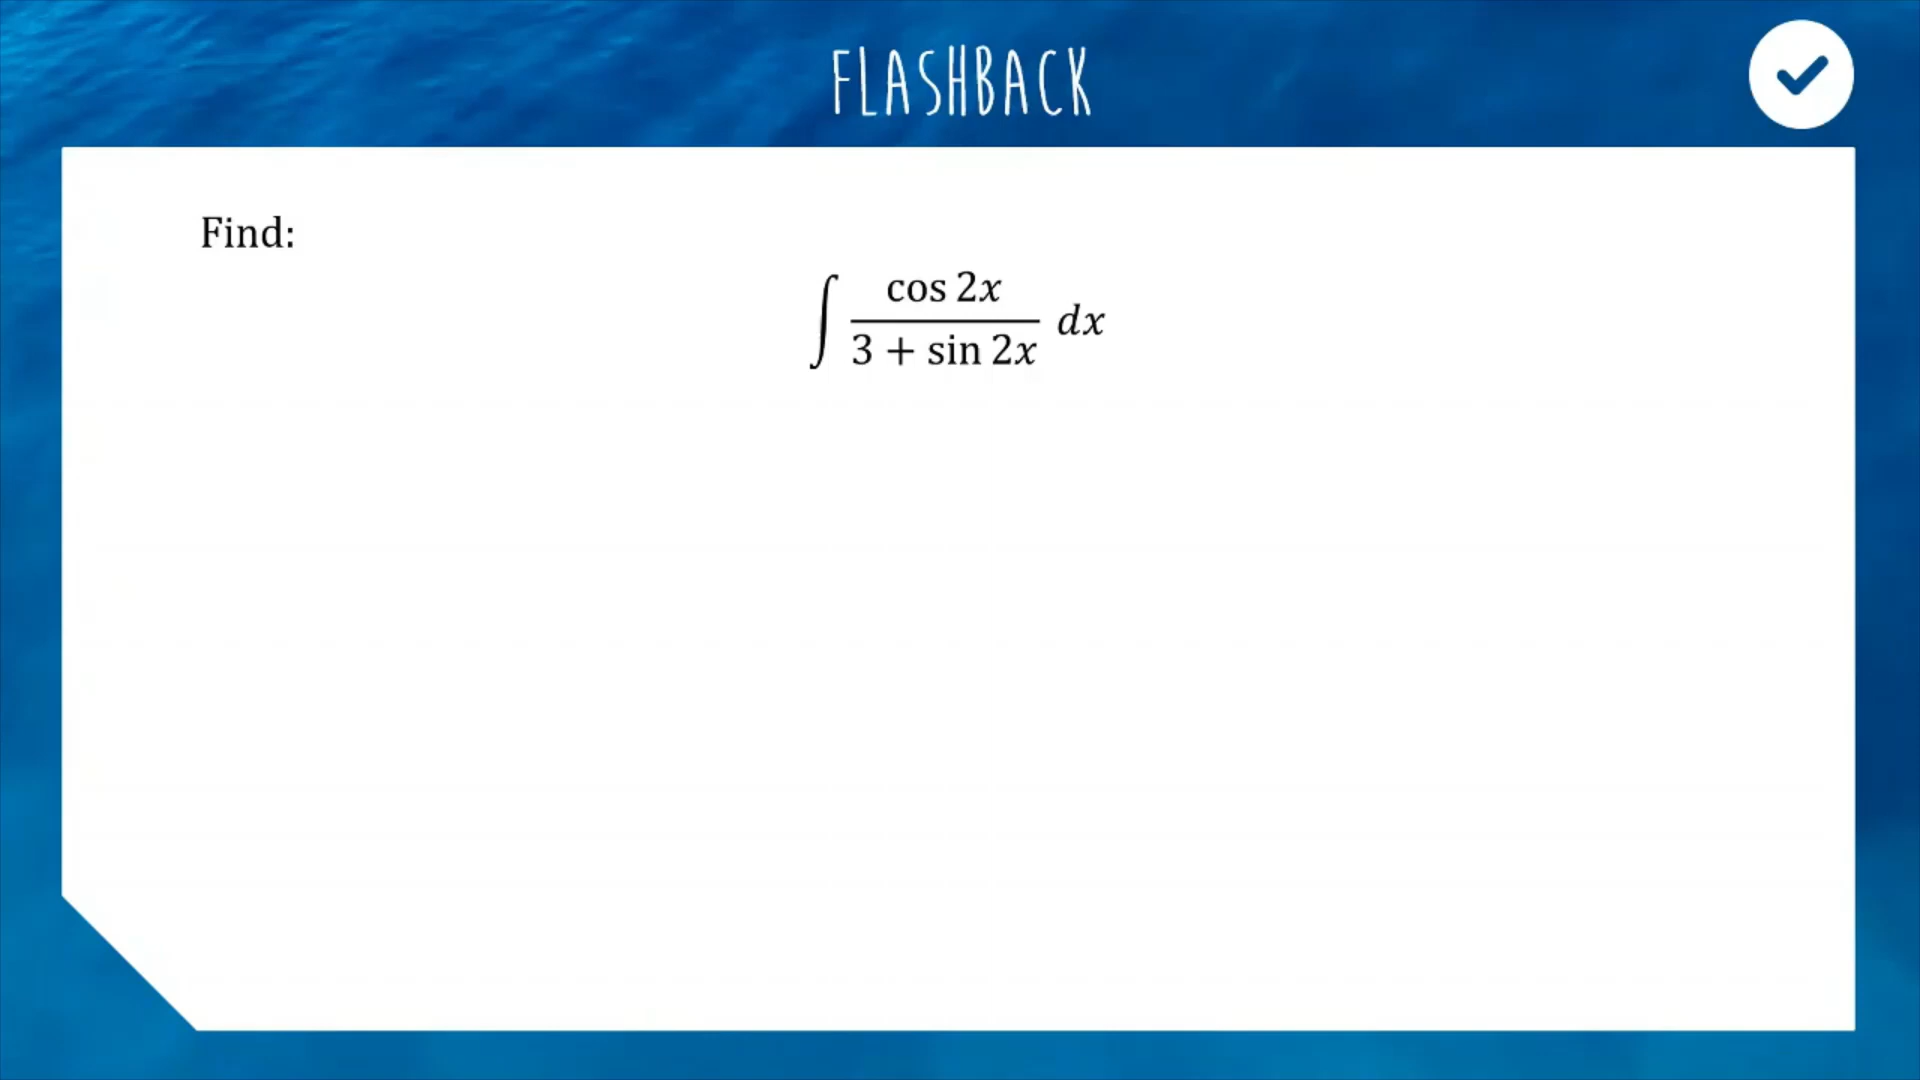 FLASHBACK
Find:
∫ cos 2x / (3 + sin 2x) dx